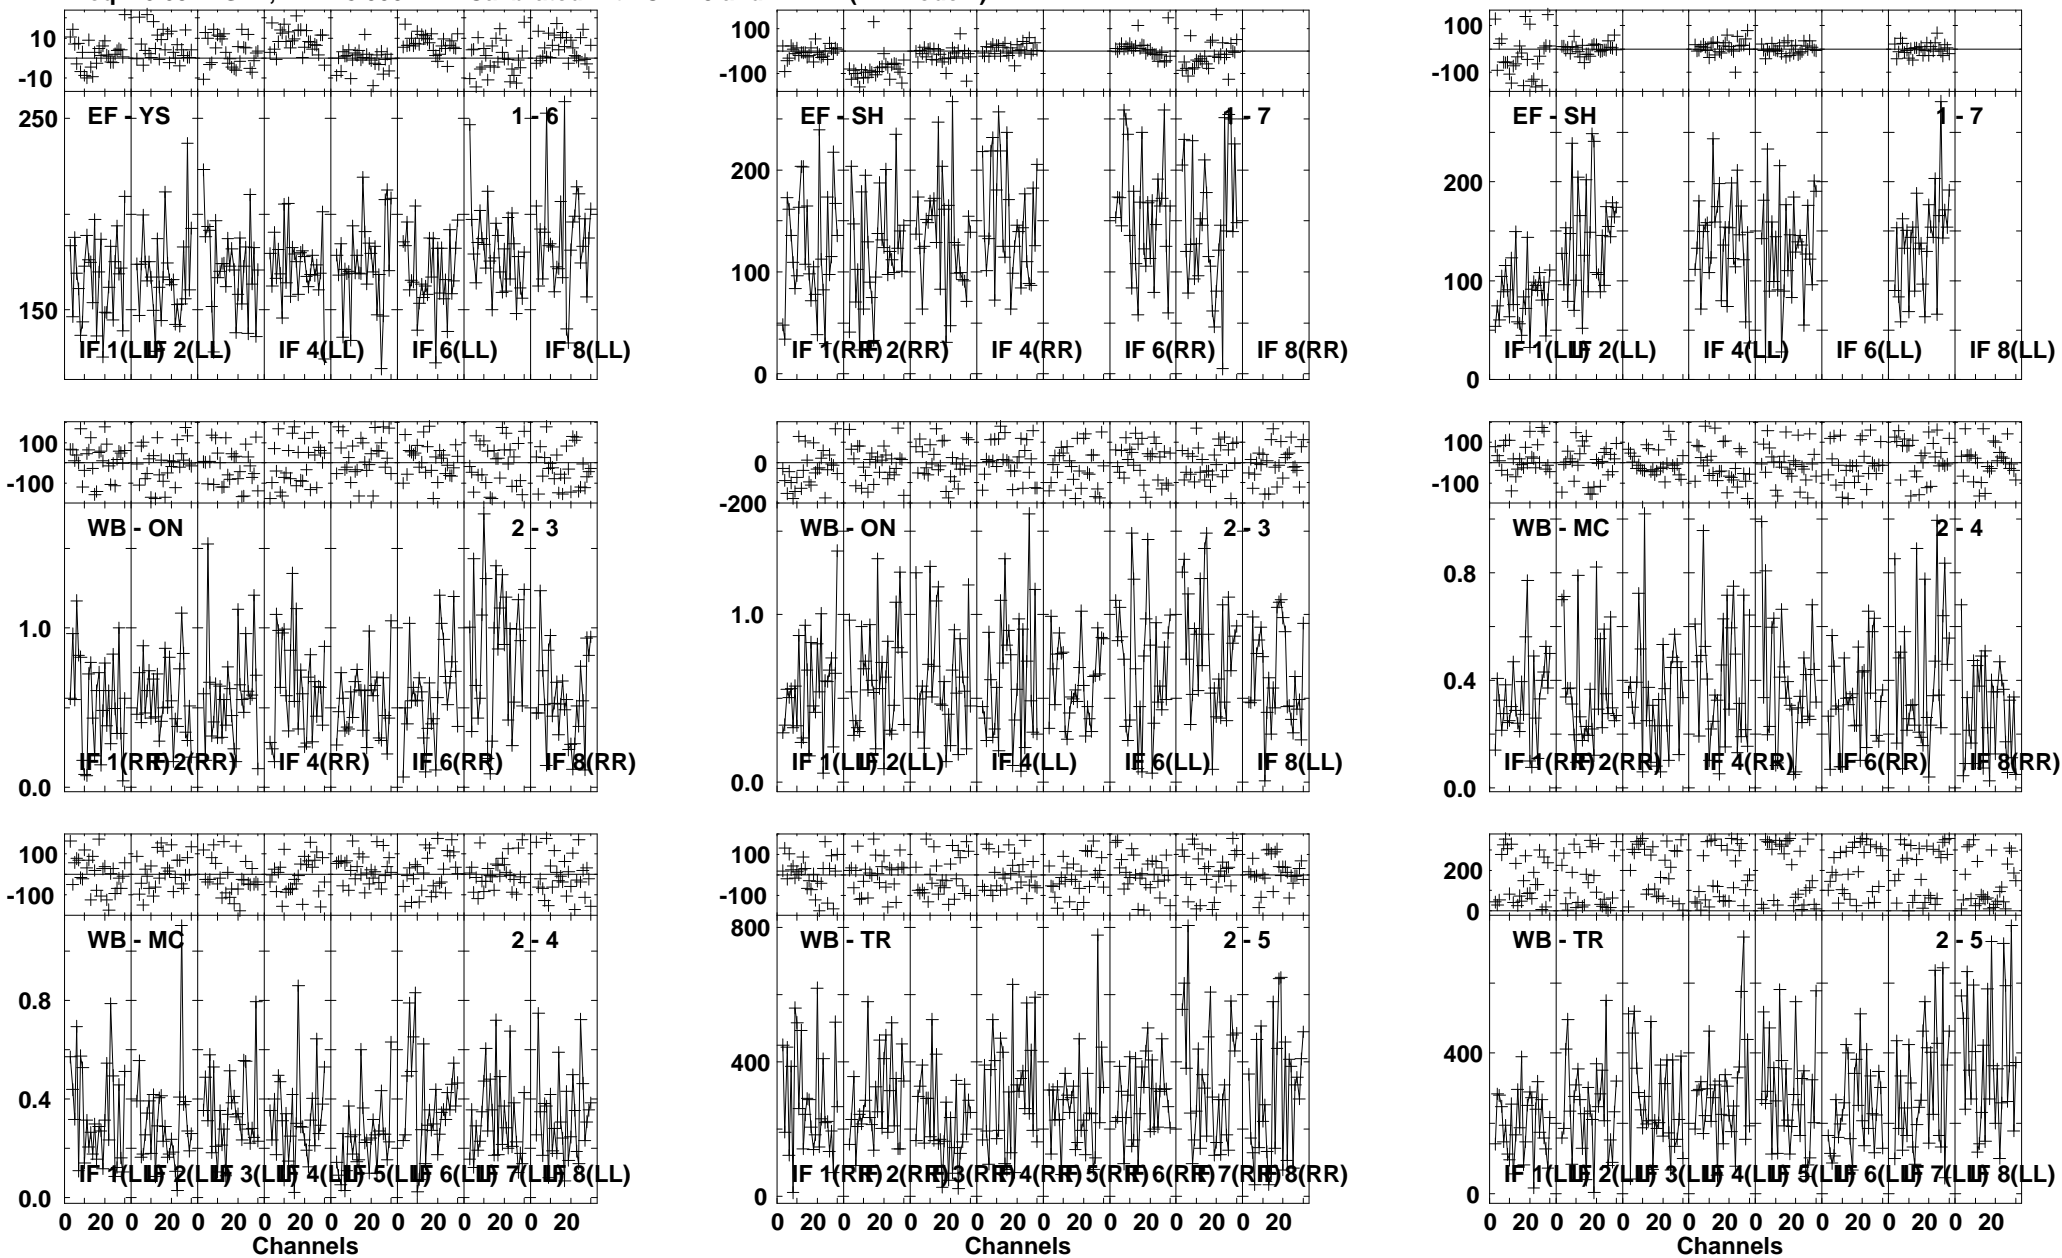 10
-10
250
150
EF - YS
1 - 6
IF 1(LL)
IF 2(LL)
IF 4(LL)
IF 6(LL)
IF 8(LL)
100
-100
200
100
0
EF - SH
1 - 7
IF 1(RR)
IF 2(RR)
IF 4(RR)
IF 6(RR)
IF 8(RR)
100
-100
200
100
0
EF - SH
1 - 7
IF 1(LL)
IF 2(LL)
IF 4(LL)
IF 6(LL)
IF 8(LL)
100
-100
1.0
0.0
WB - ON
2 - 3
IF 1(RR)
IF 2(RR)
IF 4(RR)
IF 6(RR)
IF 8(RR)
100
0
-200
1.0
0.0
WB - ON
2 - 3
IF 1(LL)
IF 2(LL)
IF 4(LL)
IF 6(LL)
IF 8(LL)
100
-100
0.8
0.4
0.0
WB - MC
2 - 4
IF 1(RR)
IF 2(RR)
IF 4(RR)
IF 6(RR)
IF 8(RR)
100
-100
0.8
0.4
0.0
WB - MC
2 - 4
IF 1(LL)
IF 2(LL)
IF 3(LL)
IF 4(LL)
IF 5(LL)
IF 6(LL)
IF 7(LL)
IF 8(LL)
0 20 0 20 0 20 0 20 0 20 0 20 0 20 0 20
Channels
100
-100
800
400
0
WB - TR
2 - 5
IF 1(RR)
IF 2(RR)
IF 3(RR)
IF 4(RR)
IF 5(RR)
IF 6(RR)
IF 7(RR)
IF 8(RR)
0 20 0 20 0 20 0 20 0 20 0 20 0 20 0 20
Channels
200
0
400
0
WB - TR
2 - 5
IF 1(LL)
IF 2(LL)
IF 3(LL)
IF 4(LL)
IF 5(LL)
IF 6(LL)
IF 7(LL)
IF 8(LL)
0 20 0 20 0 20 0 20 0 20 0 20 0 20 0 20
Channels